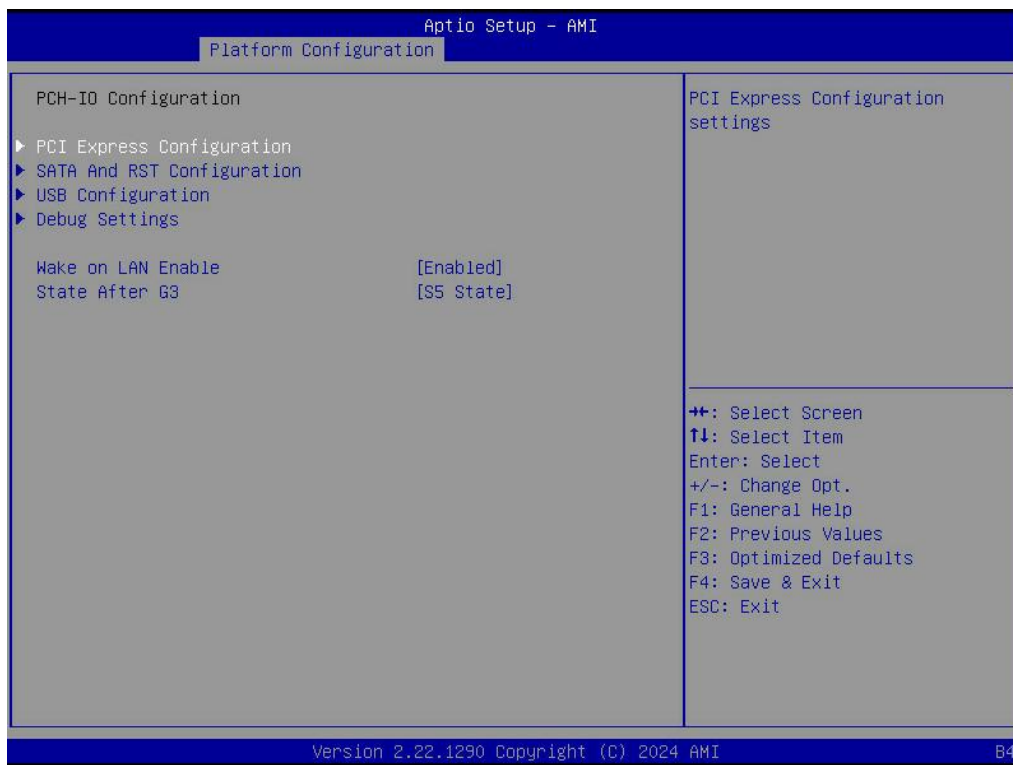 Aptio Setup – AMI
Platform Configuration
PCH-IO Configuration
PCI Express Configuration
SATA And RST Configuration
USB Configuration
Debug Settings
Wake on LAN Enable [Enabled]
State After G3 [S5 State]
PCI Express Configuration
settings
→←: Select Screen
↑↓: Select Item
Enter: Select
+/-: Change Opt.
F1: General Help
F2: Previous Values
F3: Optimized Defaults
F4: Save & Exit
ESC: Exit
Version 2.22.1290 Copyright (C) 2024 AMI
B4